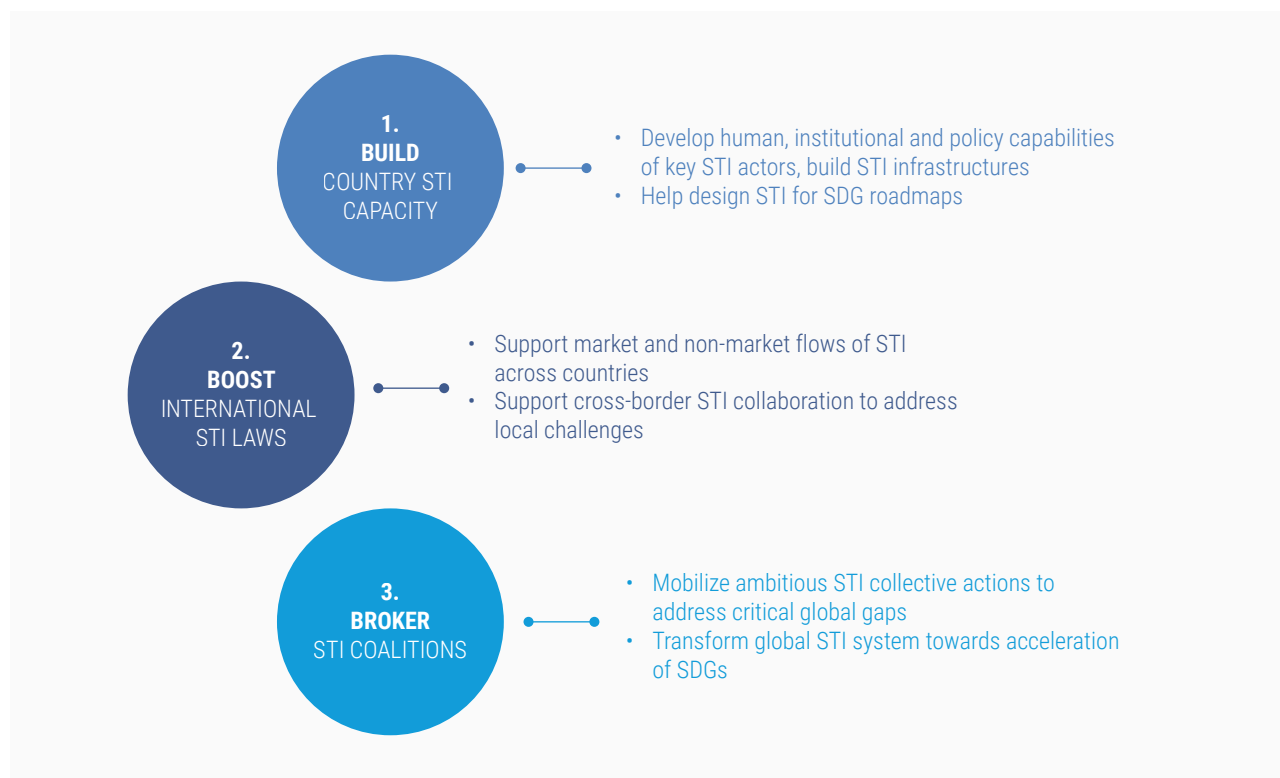 1.
BUILD
COUNTRY STI
CAPACITY
• Develop human, institutional and policy capabilities
of key STI actors, build STI infrastructures
• Help design STI for SDG roadmaps
2.
BOOST
INTERNATIONAL
STI LAWS
• Support market and non-market flows of STI
across countries
• Support cross-border STI collaboration to address
local challenges
3.
BROKER
STI COALITIONS
• Mobilize ambitious STI collective actions to
address critical global gaps
• Transform global STI system towards acceleration
of SDGs